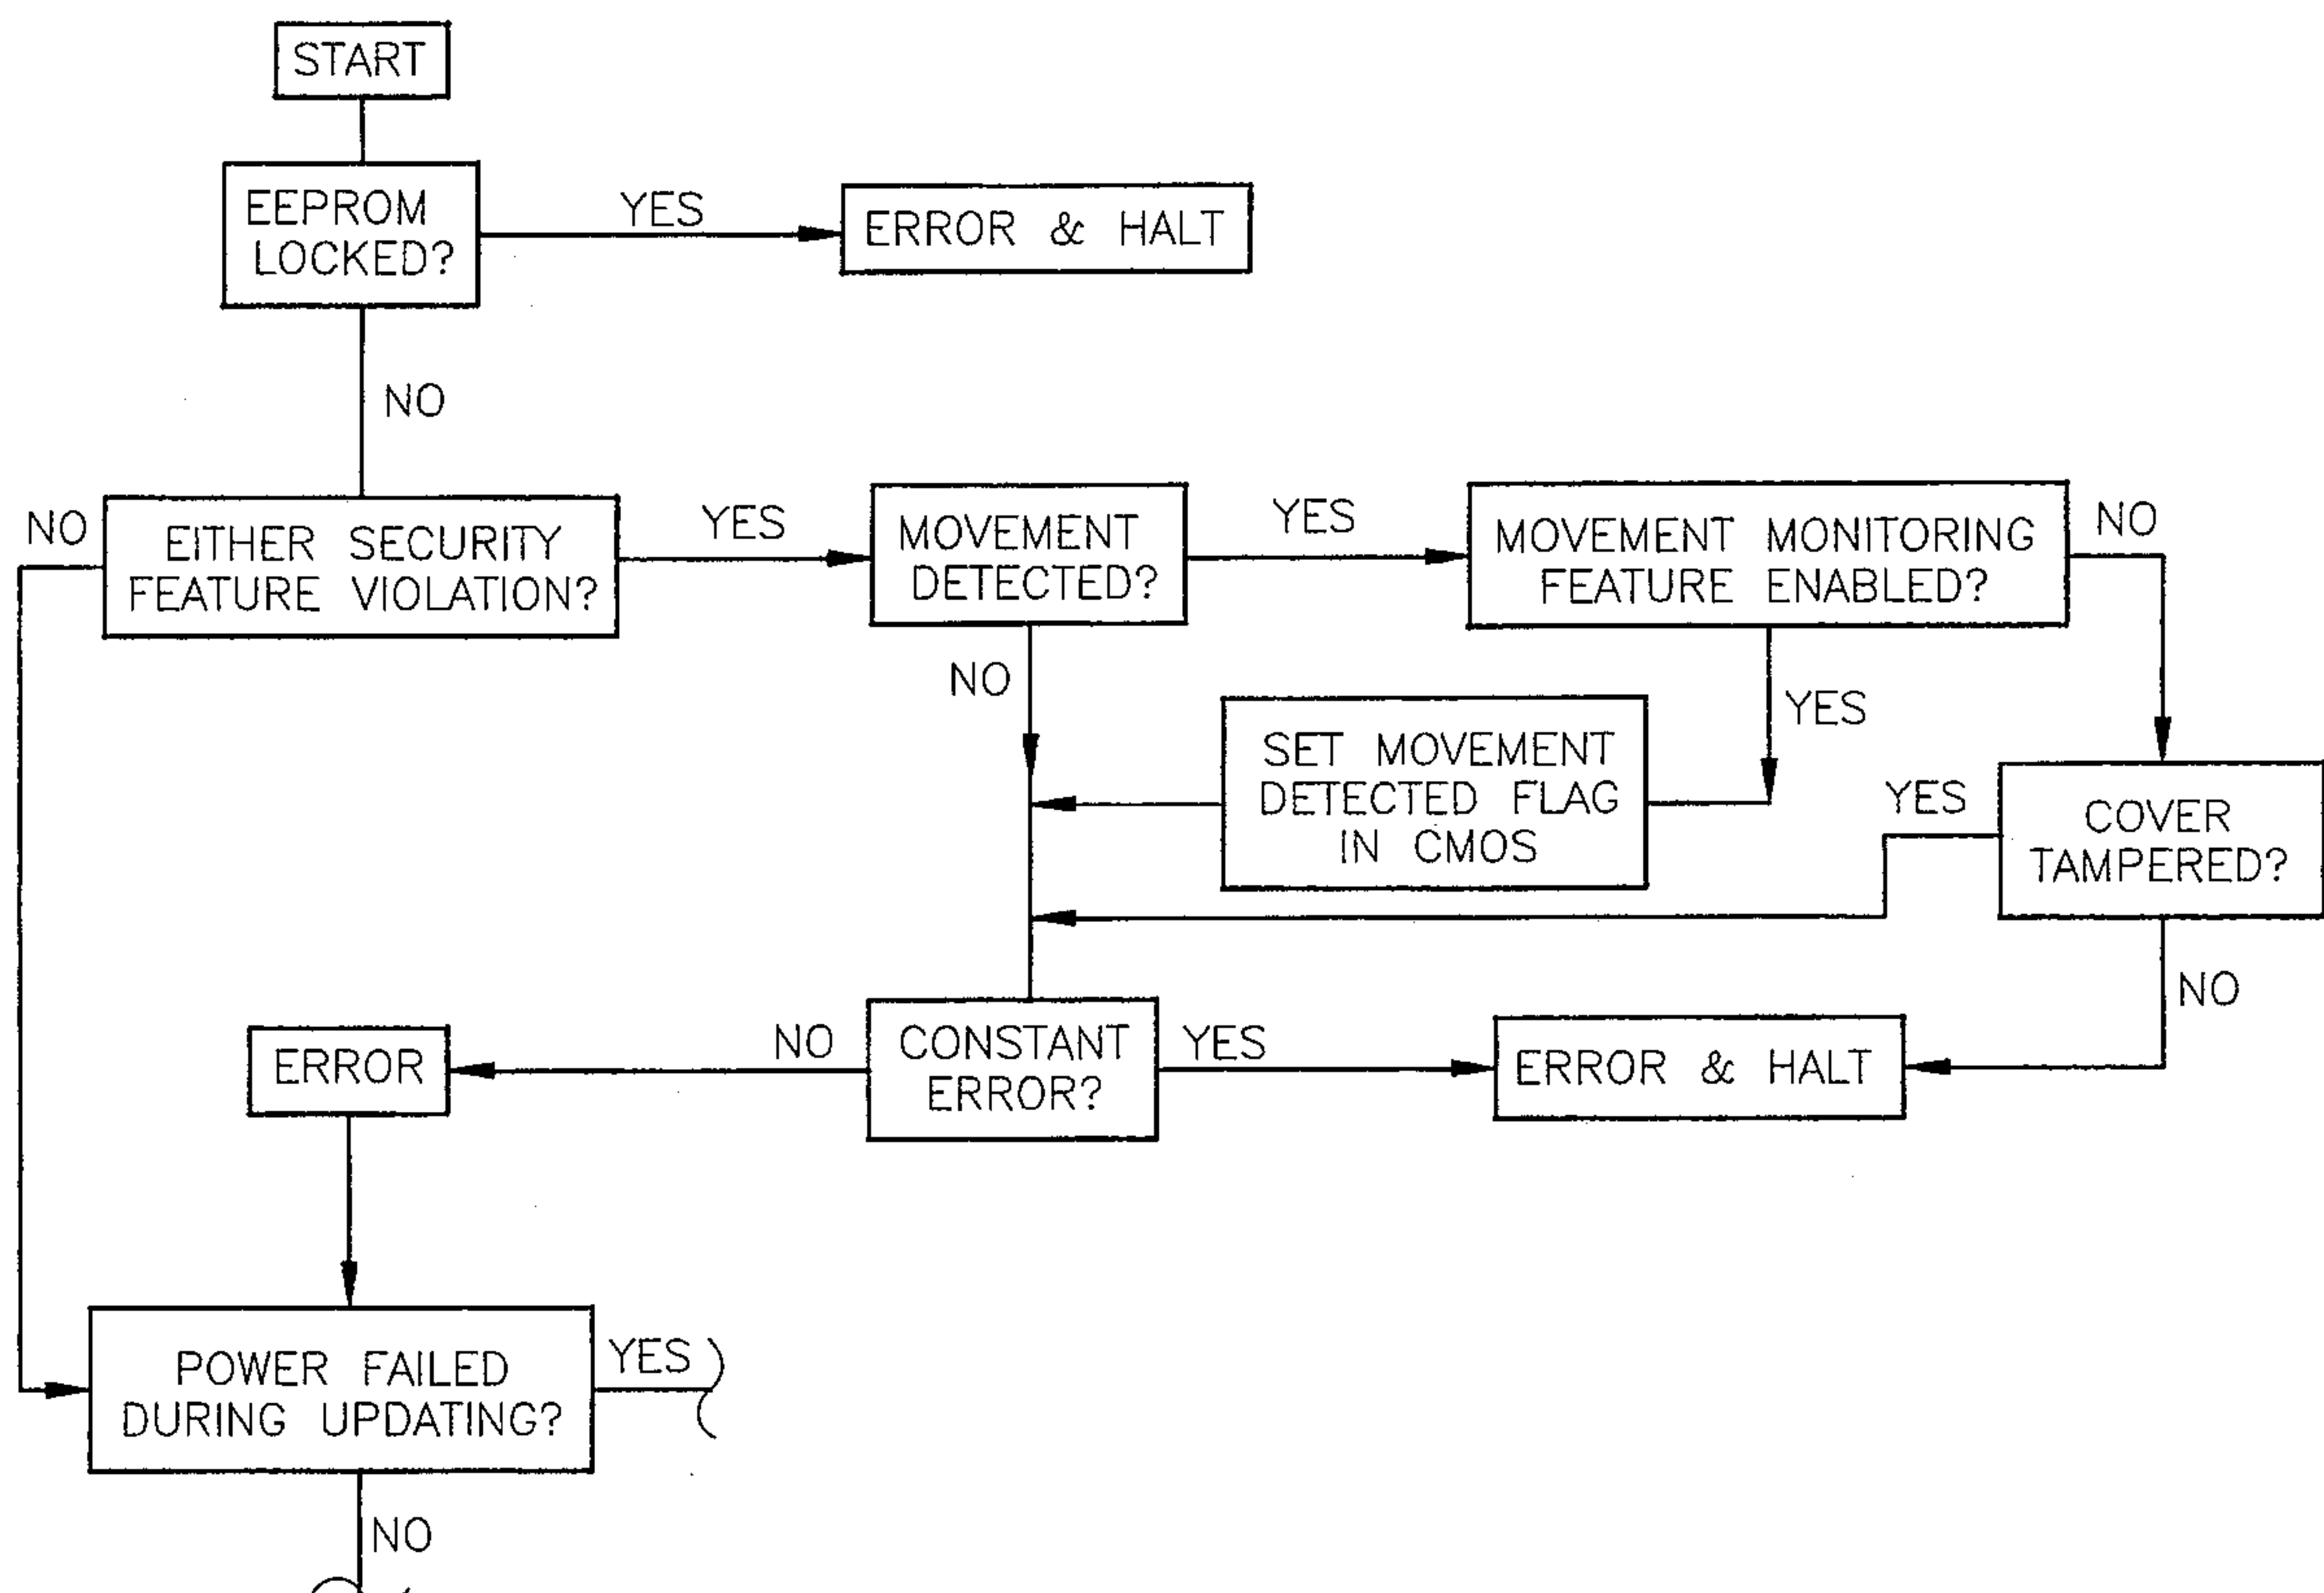 START
EEPROM
LOCKED?
YES
ERROR & HALT
NO
NO
EITHER SECURITY
FEATURE VIOLATION?
YES
MOVEMENT
DETECTED?
YES
MOVEMENT MONITORING
FEATURE ENABLED?
NO
NO
YES
SET MOVEMENT
DETECTED FLAG
IN CMOS
YES
COVER
TAMPERED?
NO
ERROR
NO
CONSTANT
ERROR?
YES
ERROR & HALT
POWER FAILED
DURING UPDATING?
YES
NO